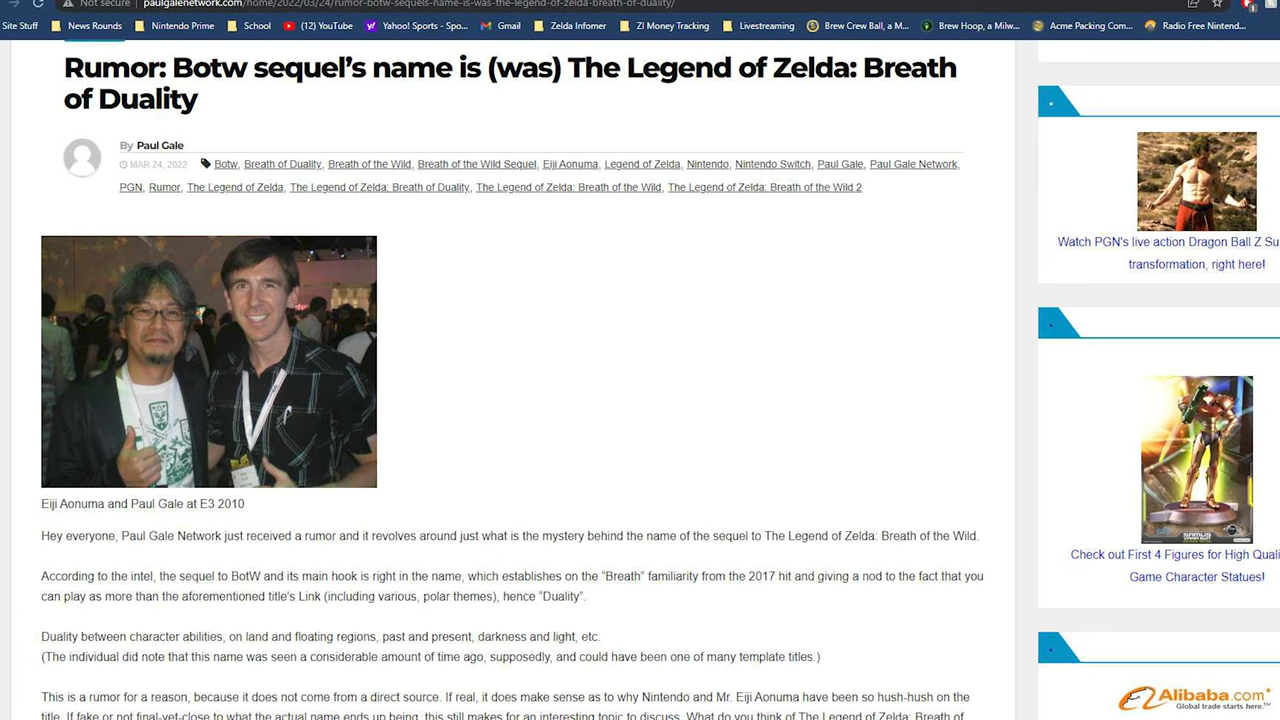 Not secure | paulgalenetwork.com/home/2022/03/24/rumor-botw-sequels-name-is-was-the-legend-of-zelda-breath-of-duality/
Site Stuff News Rounds Nintendo Prime School (12) YouTube Yahoo! Sports - Spo... Gmail Zelda Infomer ZI Money Tracking Livestreaming Brew Crew Ball, a M... Brew Hoop, a Milw... Acme Packing Com... Radio Free Nintend...
Rumor: Botw sequel’s name is (was) The Legend of Zelda: Breath
of Duality
By Paul Gale
MAR 24, 2022 Botw, Breath of Duality, Breath of the Wild, Breath of the Wild Sequel, Eiji Aonuma, Legend of Zelda, Nintendo, Nintendo Switch, Paul Gale, Paul Gale Network,
PGN, Rumor, The Legend of Zelda, The Legend of Zelda: Breath of Duality, The Legend of Zelda: Breath of the Wild, The Legend of Zelda: Breath of the Wild 2
Eiji Aonuma and Paul Gale at E3 2010
Hey everyone, Paul Gale Network just received a rumor and it revolves around just what is the mystery behind the name of the sequel to The Legend of Zelda: Breath of the Wild.
According to the intel, the sequel to BotW and its main hook is right in the name, which establishes on the “Breath” familiarity from the 2017 hit and giving a nod to the fact that you
can play as more than the aforementioned title’s Link (including various, polar themes), hence “Duality”.
Duality between character abilities, on land and floating regions, past and present, darkness and light, etc.
(The individual did note that this name was seen a considerable amount of time ago, supposedly, and could have been one of many template titles.)
This is a rumor for a reason, because it does not come from a direct source. If real, it does make sense as to why Nintendo and Mr. Eiji Aonuma have been so hush-hush on the
title. If fake or not final-yet-close to what the actual name ends up being, this still makes for an interesting topic to discuss. What do you think of The Legend of Zelda: Breath of
Watch PGN's live action Dragon Ball Z Su
transformation, right here!
SAMUS
Check out First 4 Figures for High Quali
Game Character Statues!
Alibaba.com
Global trade starts here.™